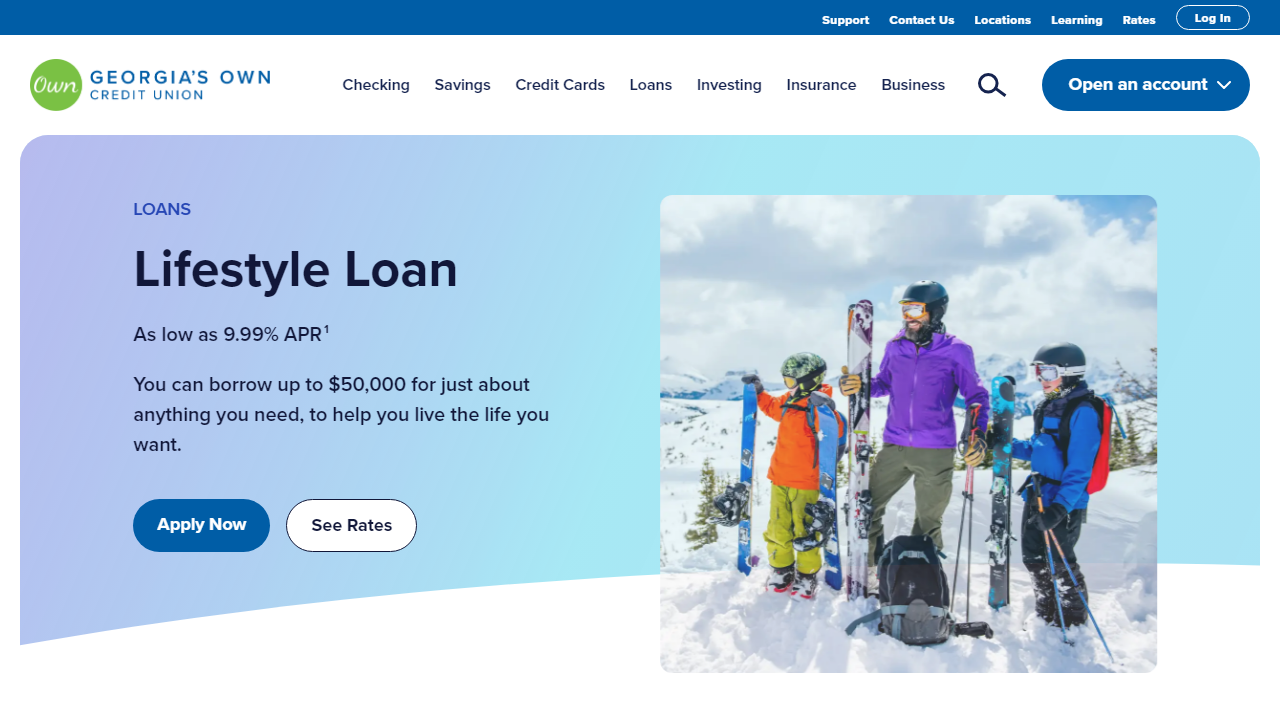 Support Contact Us Locations Learning Rates Log In
Own GEORGIA'S OWN
CREDIT UNION
Checking Savings Credit Cards Loans Investing Insurance Business
Open an account
LOANS
Lifestyle Loan
As low as 9.99% APR¹
You can borrow up to $50,000 for just about
anything you need, to help you live the life you
want.
Apply Now See Rates